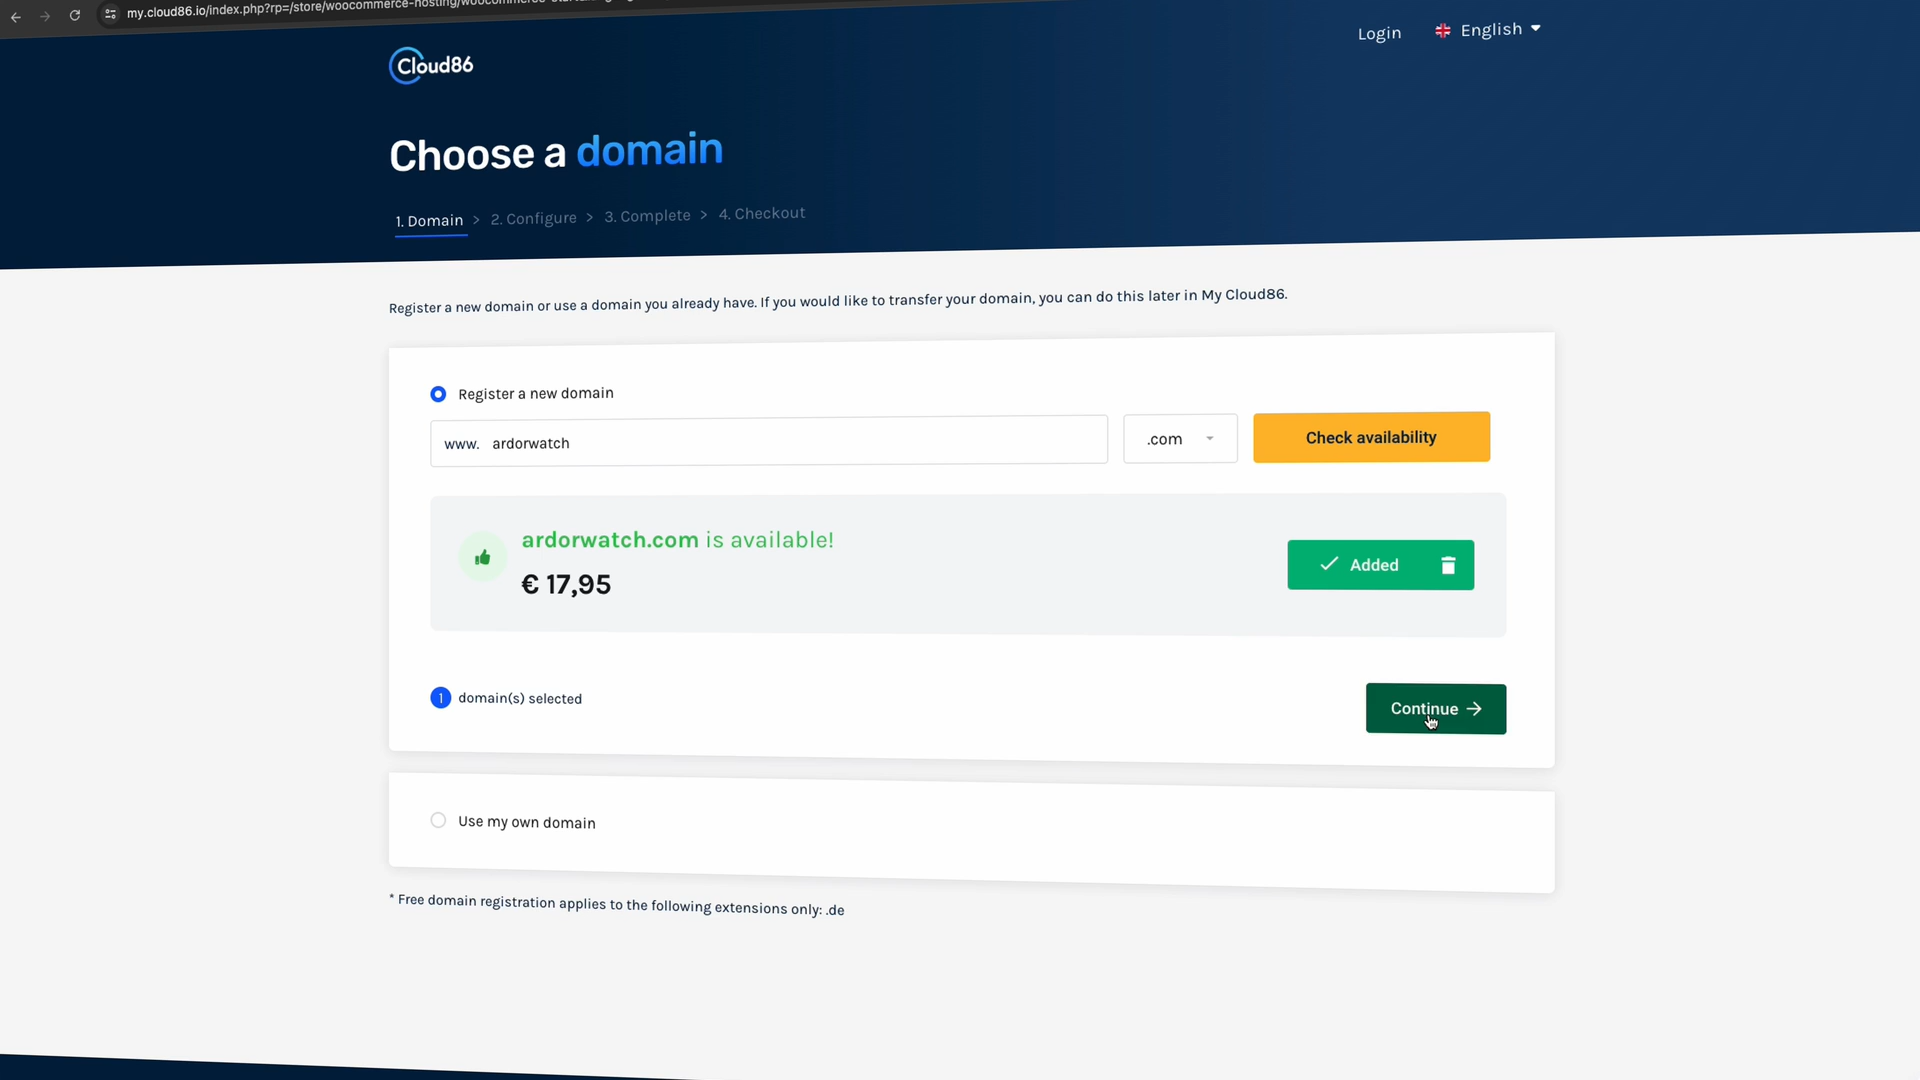 my.cloud86.io/index.php?rp=/store/woocommerce-hosting/
Login
English
Cloud86
Choose a domain
1. Domain > 2. Configure > 3. Complete > 4. Checkout
Register a new domain or use a domain you already have. If you would like to transfer your domain, you can do this later in My Cloud86.
Register a new domain
www. ardorwatch
.com
Check availability
ardorwatch.com is available!
€ 17,95
Added
1 domain(s) selected
Continue
Use my own domain
* Free domain registration applies to the following extensions only: .de